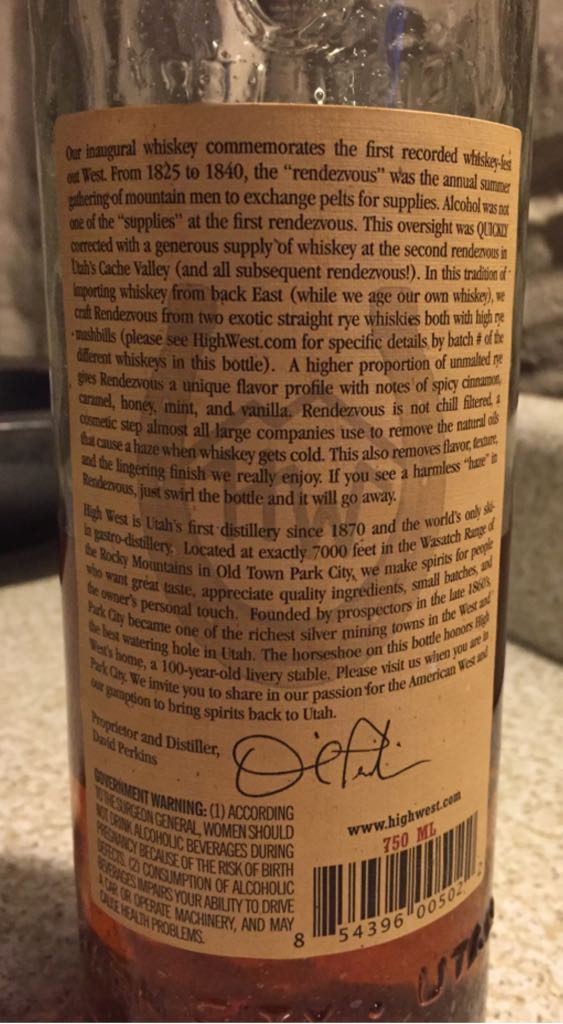 Our inaugural whiskey commemorates the first recorded whiskey-fest
out West. From 1825 to 1840, the "rendezvous" was the annual summer
gathering of mountain men to exchange pelts for supplies. Alcohol was not
one of the "supplies" at the first rendezvous. This oversight was QUICKLY
corrected with a generous supply of whiskey at the second rendezvous in
Utah's Cache Valley (and all subsequent rendezvous!). In this tradition of
importing whiskey from back East (while we age our own whiskey), we
craft Rendezvous from two exotic straight rye whiskies both with high rye
mashbills (please see HighWest.com for specific details by batch # of the
different whiskeys in this bottle). A higher proportion of unmalted rye
gives Rendezvous a unique flavor profile with notes of spicy cinnamon,
caramel, honey, mint, and vanilla. Rendezvous is not chill filtered, a
cosmetic step almost all large companies use to remove the natural oils
that cause a haze when whiskey gets cold. This also removes flavor, texture,
and the lingering finish we really enjoy. If you see a harmless "haze" in
Rendezvous, just swirl the bottle and it will go away.
High West is Utah's first distillery since 1870 and the world's only ski-
in gastro-distillery. Located at exactly 7000 feet in the Wasatch Range of
the Rocky Mountains in Old Town Park City, we make spirits for people
who want great taste, appreciate quality ingredients, small batches, and
the owner's personal touch. Founded by prospectors in the late 1860's,
Park City became one of the richest silver mining towns in the West and
the best watering hole in Utah. The horseshoe on this bottle honors High
West's home, a 100-year-old livery stable. Please visit us when you are in
Park City. We invite you to share in our passion for the American West and
our gumption to bring spirits back to Utah.
Proprietor and Distiller,
David Perkins
GOVERNMENT WARNING: (1) ACCORDING
TO THE SURGEON GENERAL, WOMEN SHOULD
NOT DRINK ALCOHOLIC BEVERAGES DURING
PREGNANCY BECAUSE OF THE RISK OF BIRTH
DEFECTS. (2) CONSUMPTION OF ALCOHOLIC
BEVERAGES IMPAIRS YOUR ABILITY TO DRIVE
A CAR OR OPERATE MACHINERY, AND MAY
CAUSE HEALTH PROBLEMS.
www.highwest.com
750 ML
8 54396 00502 2
UTAH